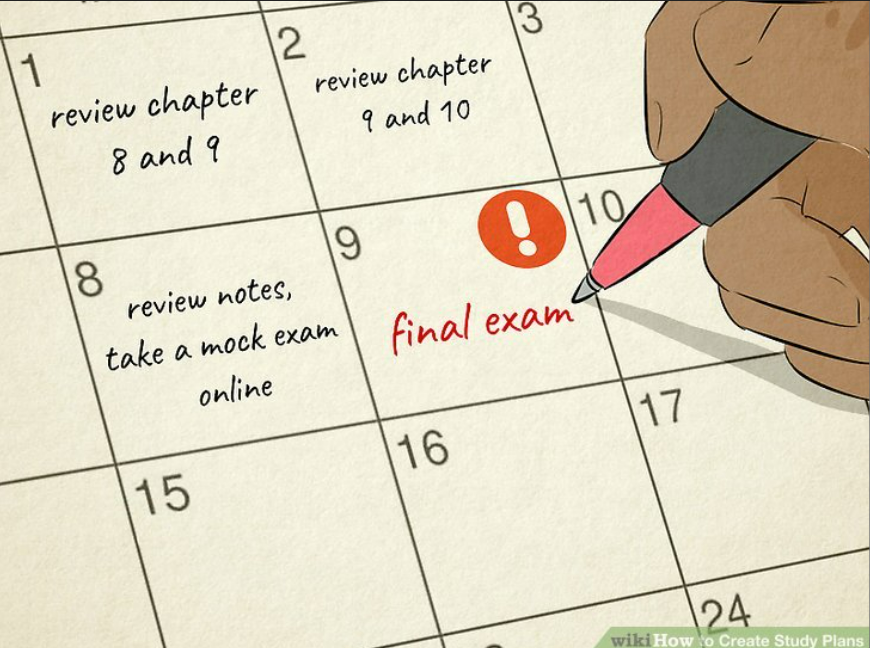 1
review chapter
8 and 9
2
review chapter
9 and 10
3
8
review notes,
take a mock exam
online
9
!
final exam
10
15
16
17
24
wikiHow to Create Study Plans